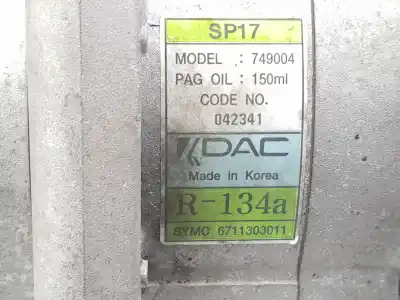 SP17
MODEL : 749004
PAG OIL : 150ml
CODE NO.
042341
DAC
Made in Korea
R-134a
SYMC 6711303011